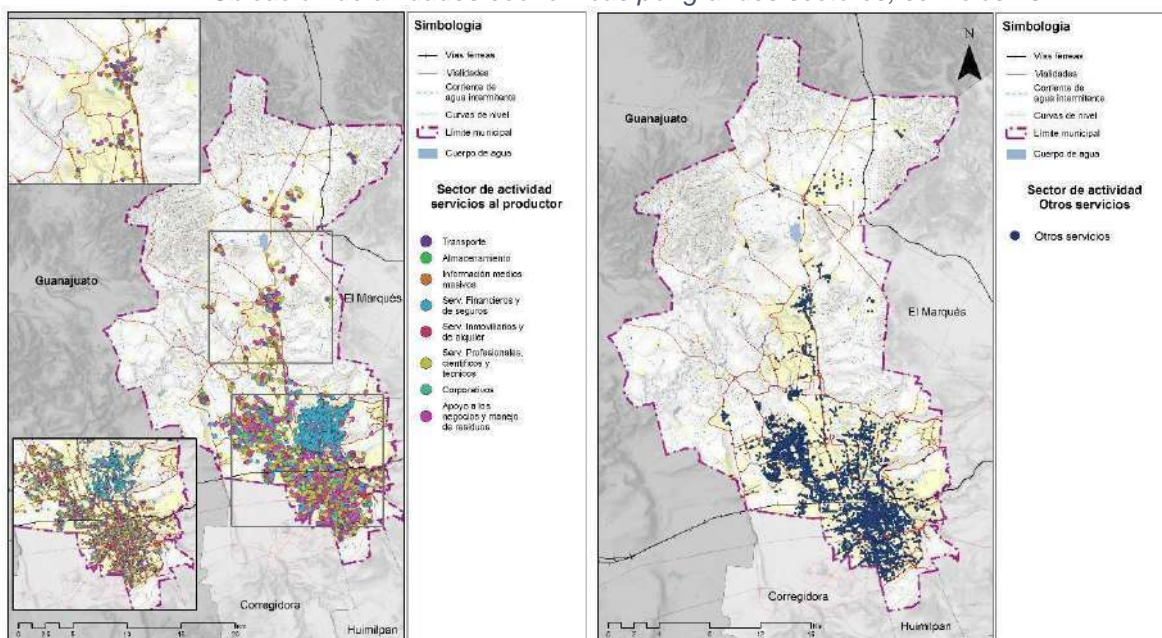 Simbología
Vías férreas
Vialidades
Corriente de
agua intermitente
Curvas de nivel
Límite municipal
Cuerpo de agua
Sector de actividad
servicios al productor
Transporte
Almacenamiento
Información medios
masivos
Serv. Financieros y
de seguros
Serv. Inmoviliarios y
de alquiler
Serv. Profesionales,
científicos y
técnicos
Corporativos
Apoyo a los
negocios y manejo
de residuos
Guanajuato
El Marqués
Corregidora
Huimilpan
Simbología
Vías férreas
Vialidades
Corriente de
agua intermitente
Curvas de nivel
Límite municipal
Cuerpo de agua
Sector de actividad
Otros servicios
Otros servicios
N
Guanajuato
El Marqués
Corregidora
Huimilpan